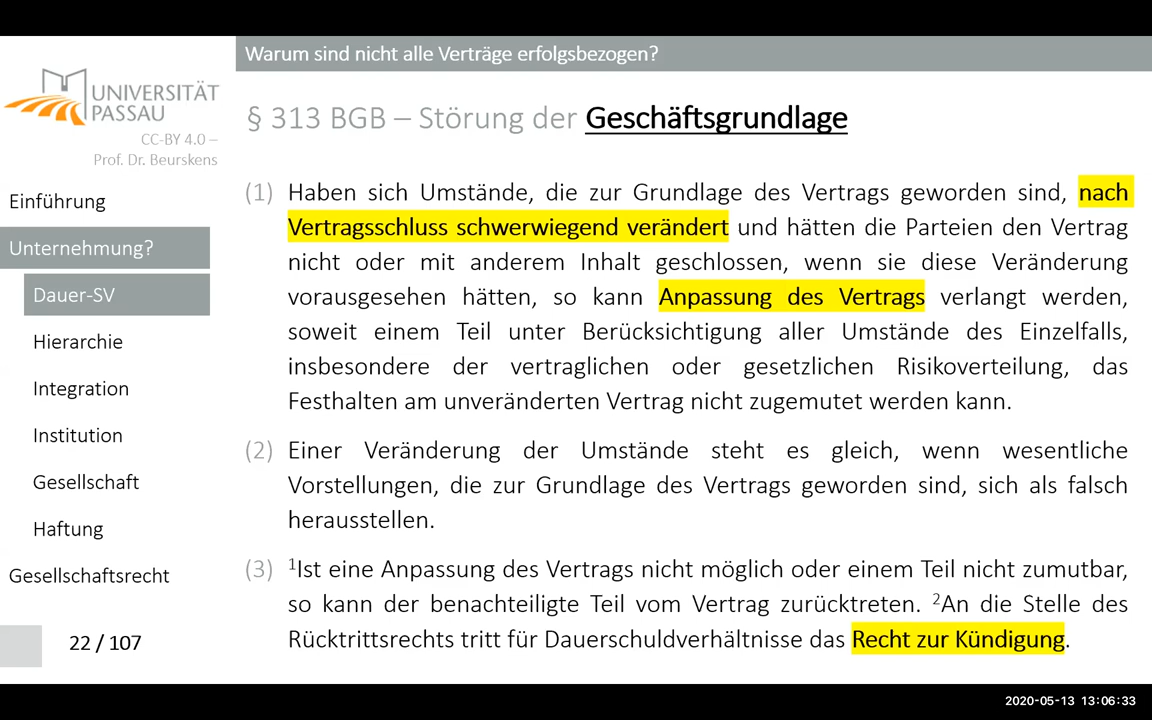 Warum sind nicht alle Verträge erfolgsbezogen?
UNIVERSITÄT
PASSAU
CC-BY 4.0 –
Prof. Dr. Beurskens
Einführung
Unternehmung?
Dauer-SV
Hierarchie
Integration
Institution
Gesellschaft
Haftung
Gesellschaftsrecht
22 / 107
§ 313 BGB – Störung der Geschäftsgrundlage
(1) Haben sich Umstände, die zur Grundlage des Vertrags geworden sind, nach
Vertragsschluss schwerwiegend verändert und hätten die Parteien den Vertrag
nicht oder mit anderem Inhalt geschlossen, wenn sie diese Veränderung
vorausgesehen hätten, so kann Anpassung des Vertrags verlangt werden,
soweit einem Teil unter Berücksichtigung aller Umstände des Einzelfalls,
insbesondere der vertraglichen oder gesetzlichen Risikoverteilung, das
Festhalten am unveränderten Vertrag nicht zugemutet werden kann.
(2) Einer Veränderung der Umstände steht es gleich, wenn wesentliche
Vorstellungen, die zur Grundlage des Vertrags geworden sind, sich als falsch
herausstellen.
(3) ¹Ist eine Anpassung des Vertrags nicht möglich oder einem Teil nicht zumutbar,
so kann der benachteiligte Teil vom Vertrag zurücktreten. ²An die Stelle des
Rücktrittsrechts tritt für Dauerschuldverhältnisse das Recht zur Kündigung.
2020-05-13 13:06:33